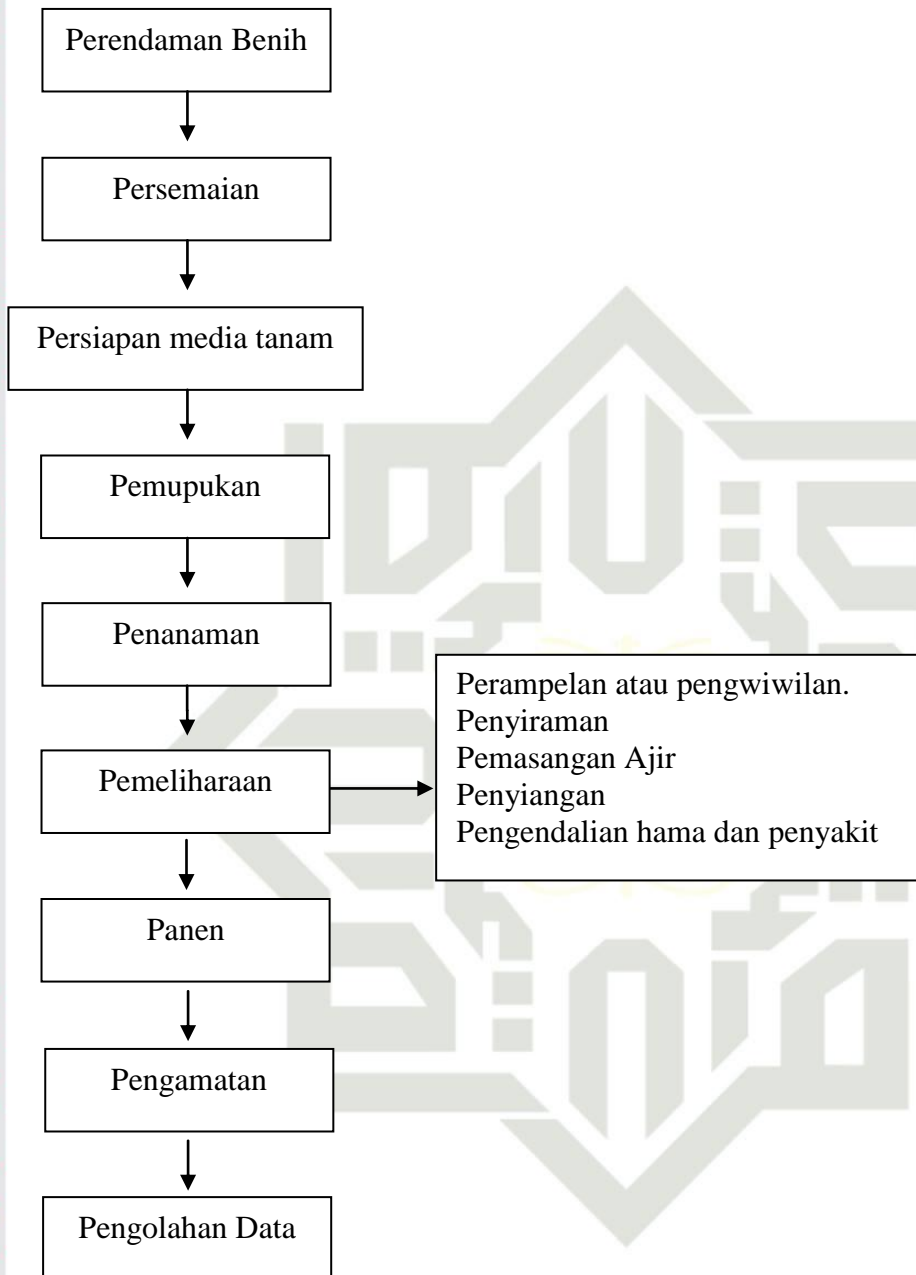 Perendaman Benih
Persemaian
Persiapan media tanam
Pemupukan
Penanaman
Pemeliharaan
Perampelan atau pengwiwilan.
Penyiraman
Pemasangan Ajir
Penyiangan
Pengendalian hama dan penyakit
Panen
Pengamatan
Pengolahan Data